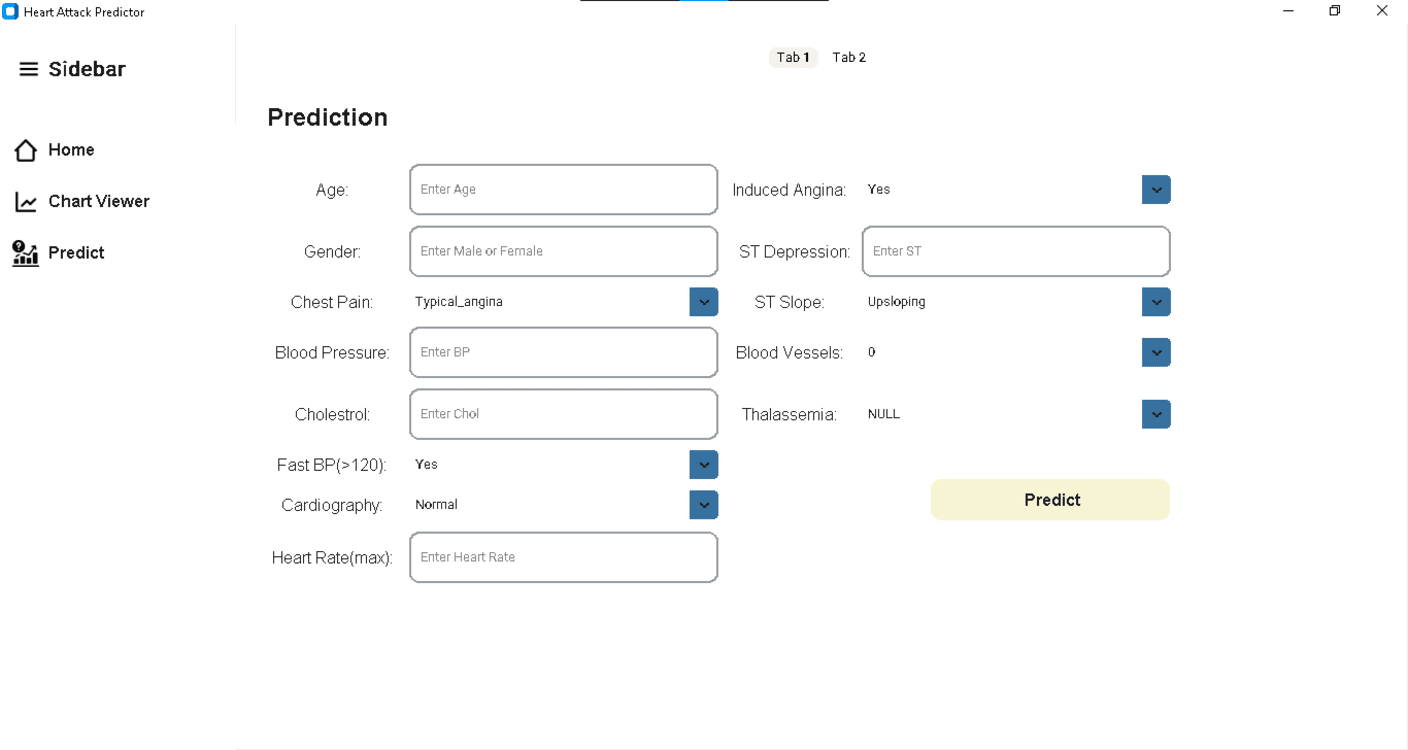 Heart Attack Predictor
Sidebar
Home
Chart Viewer
Predict
Tab 1 Tab 2
Prediction
Age: Enter Age Induced Angina: Yes
Gender: Enter Male or Female ST Depression: Enter ST
Chest Pain: Typical_angina ST Slope: Upsloping
Blood Pressure: Enter BP Blood Vessels: 0
Cholestrol: Enter Chol Thalassemia: NULL
Fast BP(>120): Yes
Cardiography: Normal Predict
Heart Rate(max): Enter Heart Rate